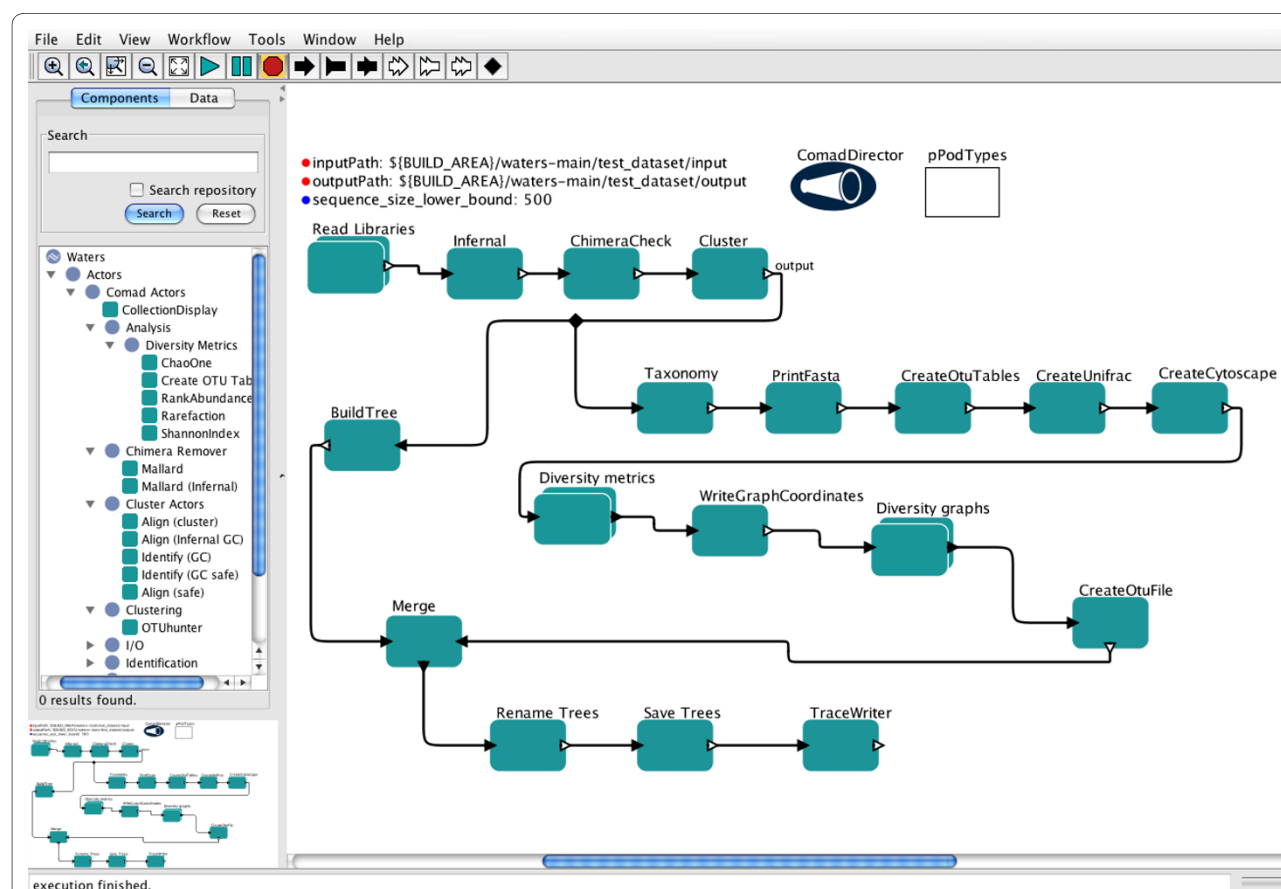 File Edit View Workflow Tools Window Help
Components Data
Search
Search repository
Search Reset
Waters
Actors
Comad Actors
CollectionDisplay
Analysis
Diversity Metrics
ChaoOne
Create OTU Tab
RankAbundance
Rarefaction
ShannonIndex
Chimera Remover
Mallard
Mallard (Infernal)
Cluster Actors
Align (cluster)
Align (Infernal GC)
Identify (GC)
Identify (GC safe)
Align (safe)
Clustering
OTUhunter
I/O
Identification
0 results found.
inputPath: ${BUILD_AREA}/waters-main/test_dataset/input
outputPath: ${BUILD_AREA}/waters-main/test_dataset/output
sequence_size_lower_bound: 500
ComadDirector
pPodTypes
Read Libraries
Infernal
ChimeraCheck
Cluster
output
Taxonomy
PrintFasta
CreateOtuTables
CreateUnifrac
CreateCytoscape
BuildTree
Diversity metrics
WriteGraphCoordinates
Diversity graphs
CreateOtuFile
Merge
Rename Trees
Save Trees
TraceWriter
execution finished.